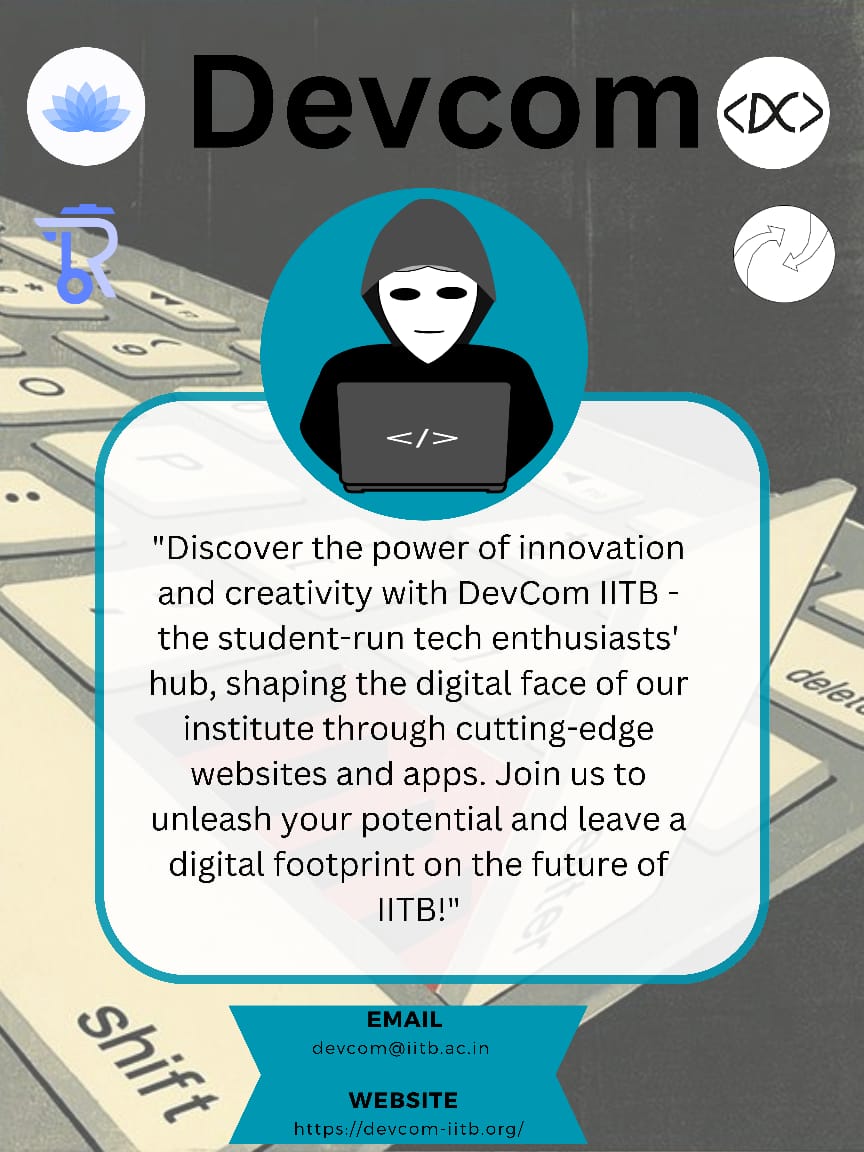 Devcom
<DC>
</>
"Discover the power of innovation
and creativity with DevCom IITB -
the student-run tech enthusiasts'
hub, shaping the digital face of our
institute through cutting-edge
websites and apps. Join us to
unleash your potential and leave a
digital footprint on the future of
IITB!"
delete
shift
EMAIL
devcom@iitb.ac.in
WEBSITE
https://devcom-iitb.org/